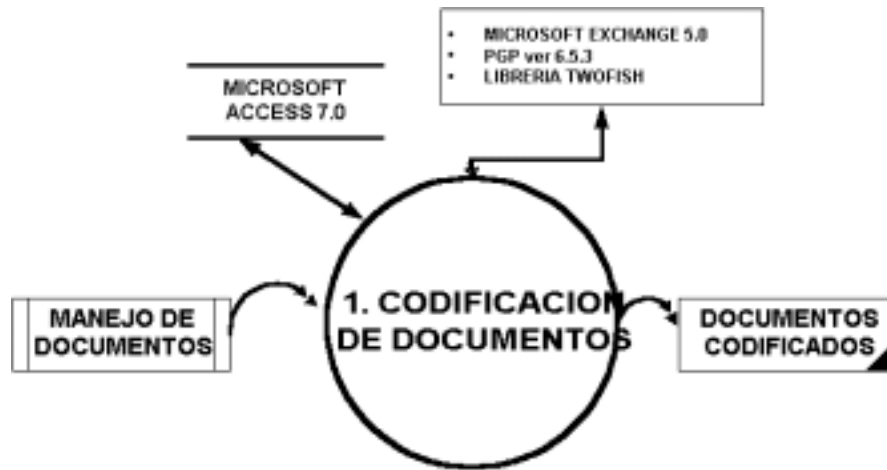 • MICROSOFT EXCHANGE 5.0
• PGP ver 6.5.3
• LIBRERIA TWOFISH
MICROSOFT
ACCESS 7.0
1. CODIFICACION
DE DOCUMENTOS
MANEJO DE
DOCUMENTOS
DOCUMENTOS
CODIFICADOS